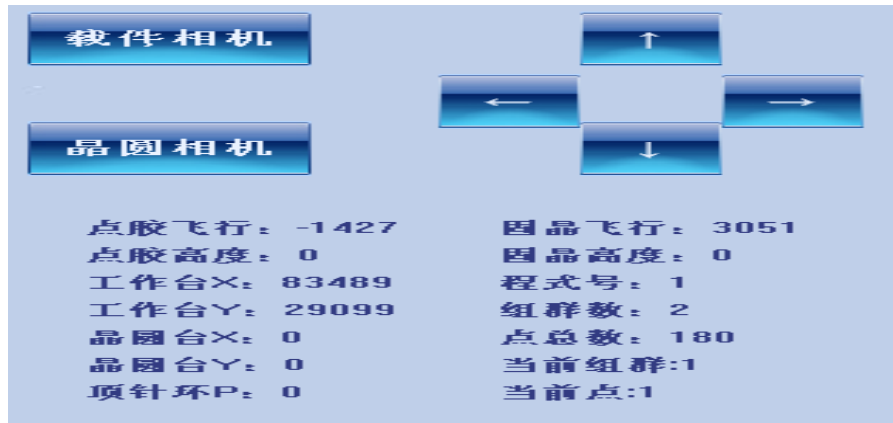 载件相机
↑
← →
晶圆相机
↓
点胶飞行：-1427 固晶飞行：3051
点胶高度：0 固晶高度：0
工作台X：83489 程式号：1
工作台Y：29099 组群数：2
晶圆台X：0 点总数：180
晶圆台Y：0 当前组群:1
顶针环P：0 当前点:1